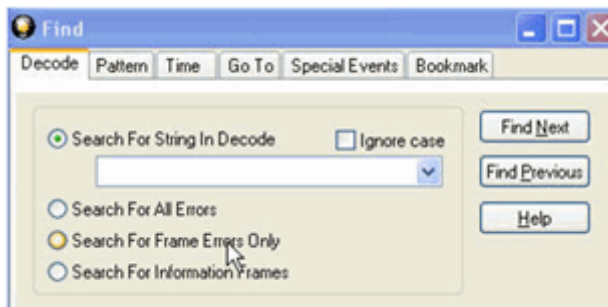 Find
Decode Pattern Time Go To Special Events Bookmark
Search For String In Decode Ignore case Find Next
Find Previous
Search For All Errors
Help
Search For Frame Errors Only
Search For Information Frames